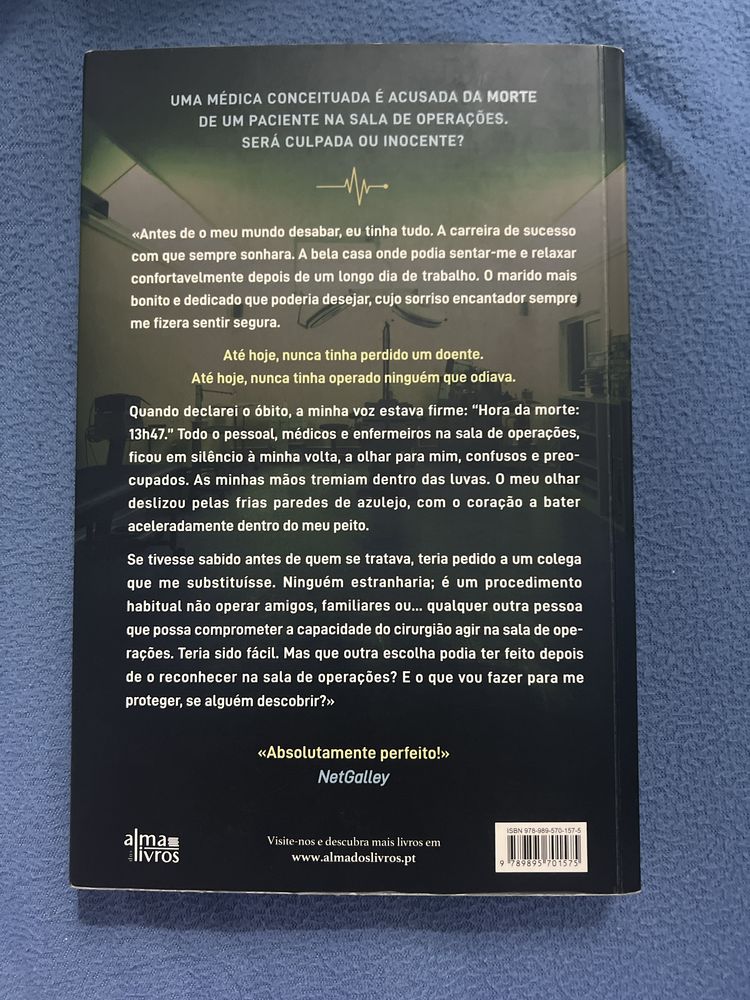 UMA MÉDICA CONCEITUADA É ACUSADA DA MORTE
DE UM PACIENTE NA SALA DE OPERAÇÕES.
SERÁ CULPADA OU INOCENTE?
«Antes de o meu mundo desabar, eu tinha tudo. A carreira de sucesso
com que sempre sonhara. A bela casa onde podia sentar-me e relaxar
confortavelmente depois de um longo dia de trabalho. O marido mais
bonito e dedicado que poderia desejar, cujo sorriso encantador sempre
me fizera sentir segura.
Até hoje, nunca tinha perdido um doente.
Até hoje, nunca tinha operado ninguém que odiava.
Quando declarei o óbito, a minha voz estava firme: “Hora da morte:
13h47.” Todo o pessoal, médicos e enfermeiros na sala de operações,
ficou em silêncio à minha volta, a olhar para mim, confusos e preo-
cupados. As minhas mãos tremiam dentro das luvas. O meu olhar
deslizou pelas frias paredes de azulejo, com o coração a bater
aceleradamente dentro do meu peito.
Se tivesse sabido antes de quem se tratava, teria pedido a um colega
que me substituísse. Ninguém estranharia; é um procedimento
habitual não operar amigos, familiares ou... qualquer outra pessoa
que possa comprometer a capacidade do cirurgião agir na sala de ope-
rações. Teria sido fácil. Mas que outra escolha podia ter feito depois
de o reconhecer na sala de operações? E o que vou fazer para me
proteger, se alguém descobrir?»
«Absolutamente perfeito!»
NetGalley
alma
dos livros
Visite-nos e descubra mais livros em
www.almadoslivros.pt
ISBN 978-989-570-157-5
9 789895 701575